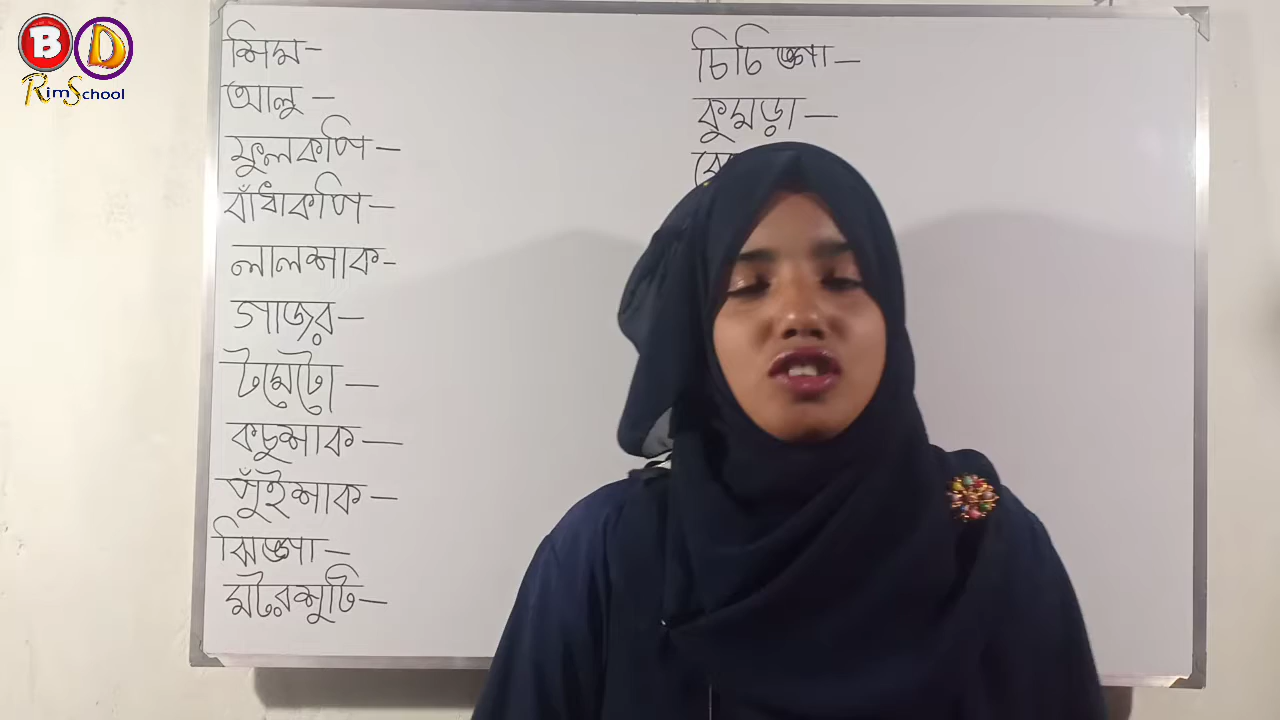 BD
RimSchool
শিম-
আলু -
ফুলকপি-
বাঁধাকপি-
লালশাক-
গাজর-
টমেটো-
কচুশাক-
পুঁইশাক-
ঝিঙ্গা-
মটরশুটি-
চিচিঙ্গা-
কুমড়া-